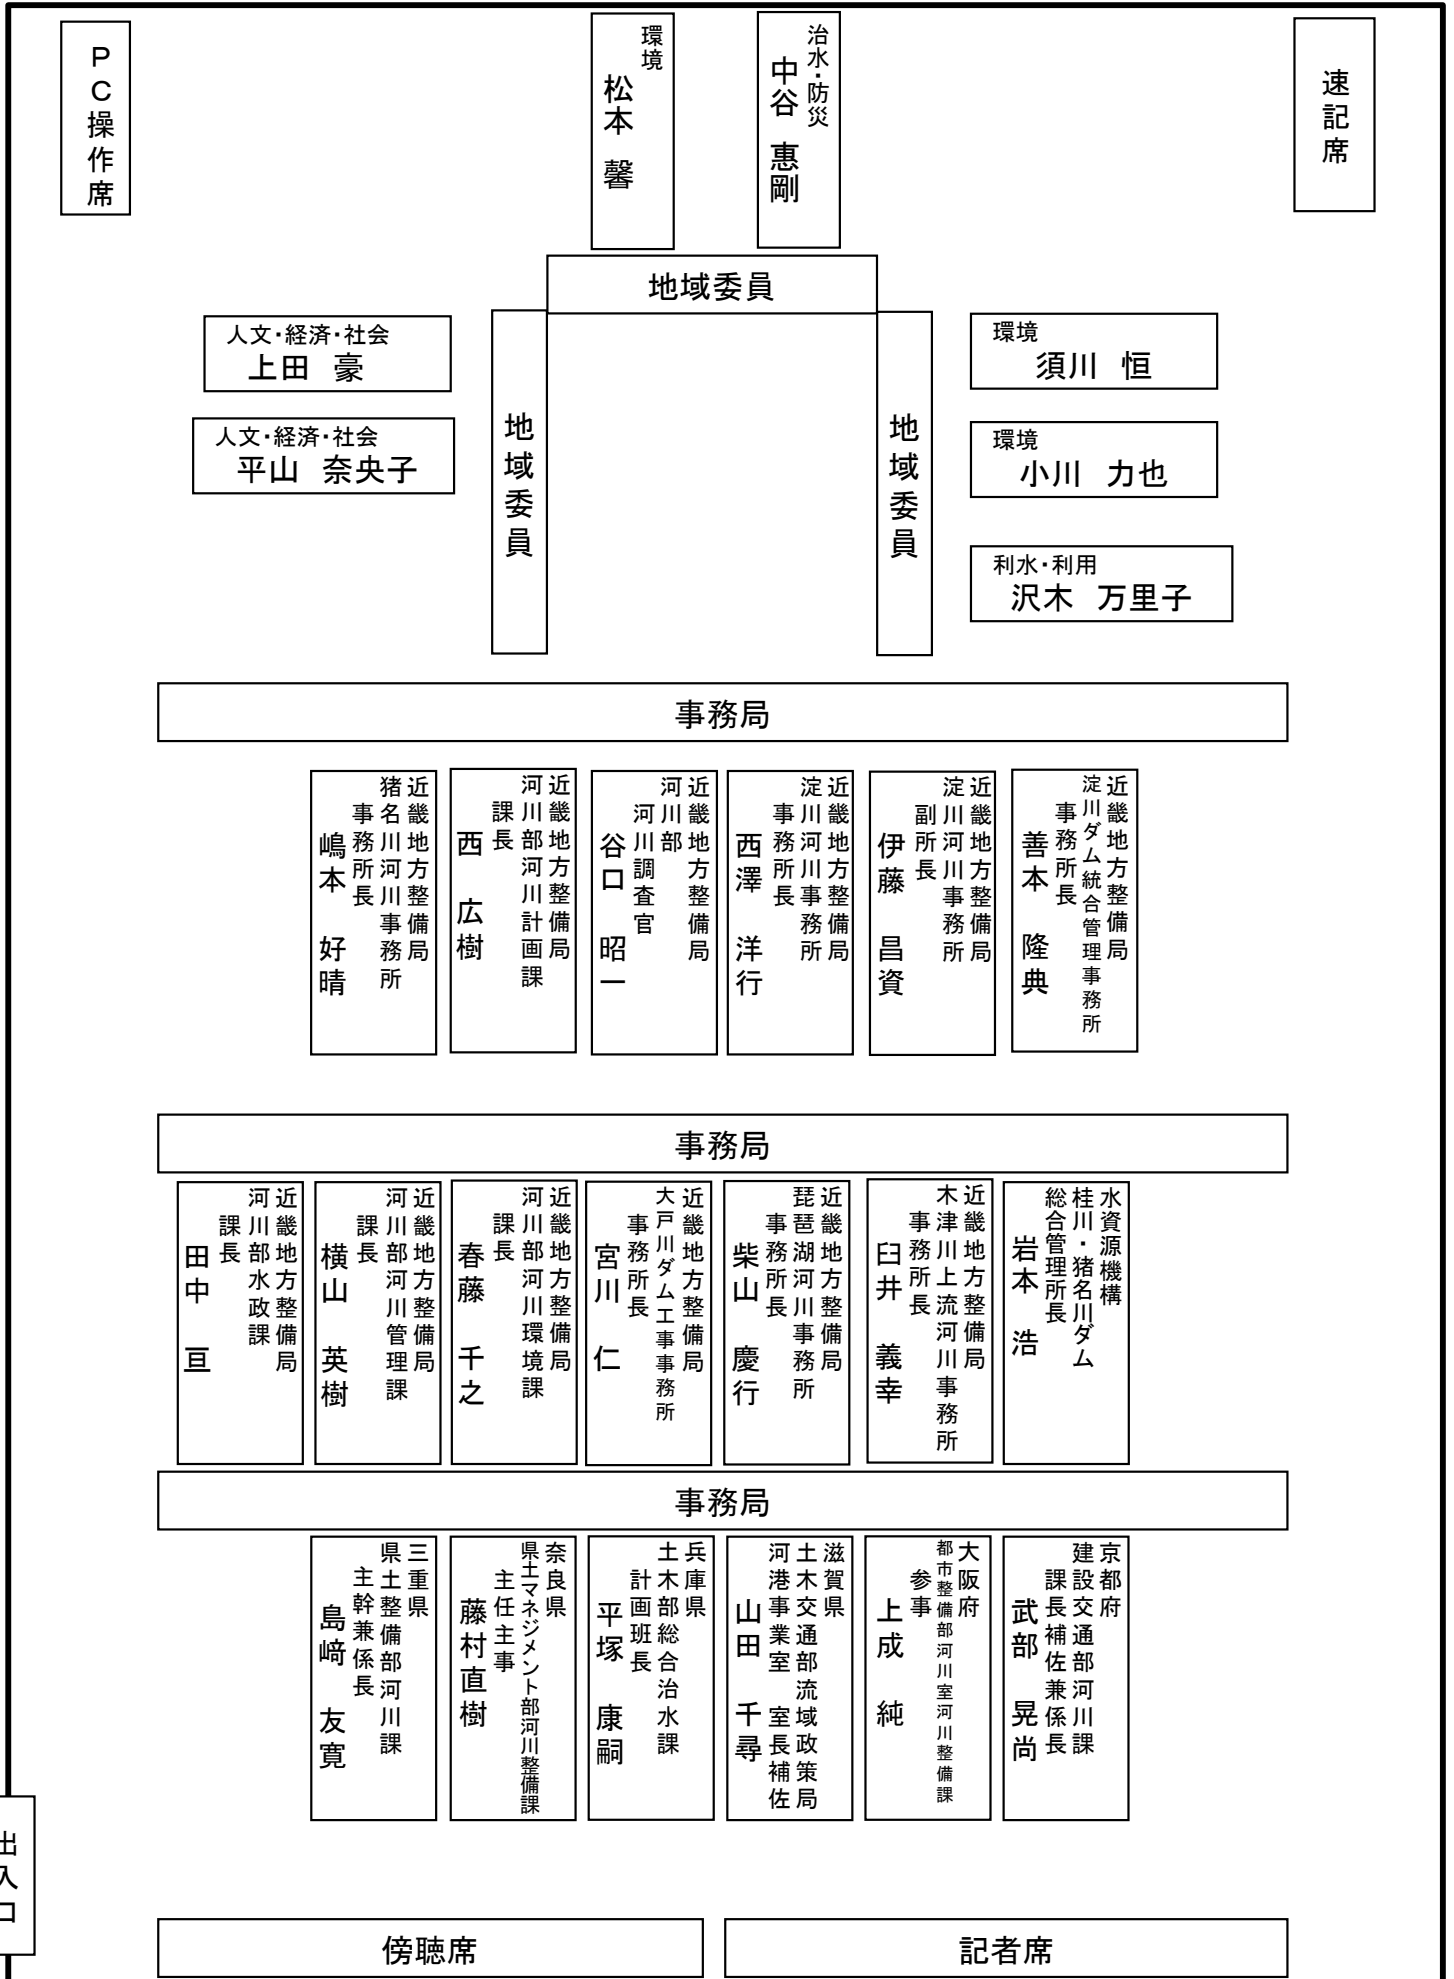 PC操作席
環境
松本 馨
治水・防災
中谷 惠剛
速記席
地域委員
人文・経済・社会
上田 豪
人文・経済・社会
平山 奈央子
地域委員
地域委員
環境
須川 恒
環境
小川 力也
利水・利用
沢木 万里子
事務局
近畿地方整備局
猪名川河川事務所
事務所長
嶋本 好晴
近畿地方整備局
河川部河川計画課
課長
西 広樹
近畿地方整備局
河川部
河川調査官
谷口 昭一
近畿地方整備局
淀川河川事務所
事務所長
西澤 洋行
近畿地方整備局
淀川河川事務所
副所長
伊藤 昌資
近畿地方整備局
淀川ダム統合管理事務所
事務所長
善本 隆典
事務局
近畿地方整備局
河川部水政課
課長
田中 亘
近畿地方整備局
河川部河川管理課
課長
横山 英樹
近畿地方整備局
河川部河川環境課
課長
春藤 千之
近畿地方整備局
大戸川ダム工事事務所
事務所長
宮川 仁
近畿地方整備局
琵琶湖河川事務所
事務所長
柴山 慶行
近畿地方整備局
木津川上流河川事務所
事務所長
臼井 義幸
水資源機構
桂川・猪名川ダム
総合管理所長
岩本 浩
事務局
三重県
県土整備部河川課
主幹兼係長
島﨑 友寛
奈良県
県土マネジメント部河川整備課
主任主事
藤村直樹
兵庫県
土木部総合治水課
計画班長
平塚 康嗣
滋賀県
土木交通部流域政策局
河港事業室 室長補佐
山田 千尋
大阪府
都市整備部河川室河川整備課
参事
上成 純
京都府
建設交通部河川課
課長補佐兼係長
武部 晃尚
出入口
傍聴席
記者席